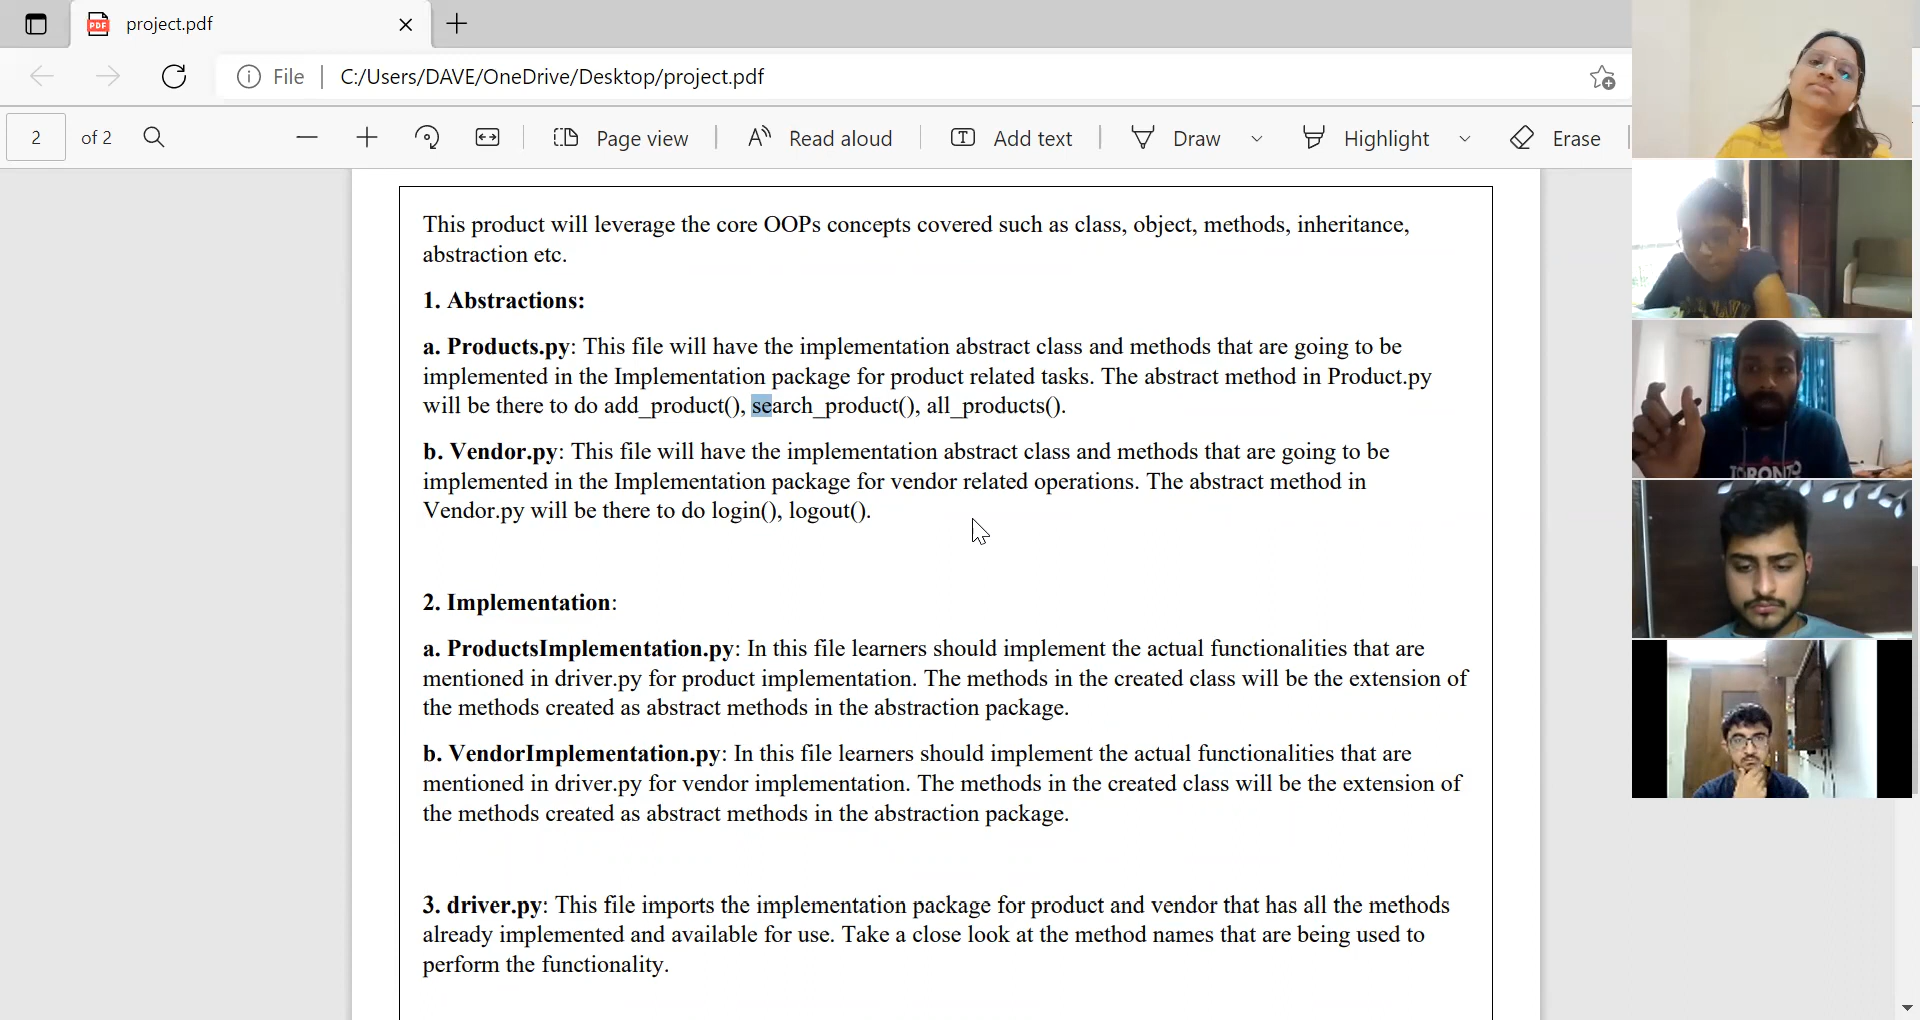 project.pdf
File | C:/Users/DAVE/OneDrive/Desktop/project.pdf
2 of 2 Page view Read aloud Add text Draw Highlight Erase
This product will leverage the core OOPs concepts covered such as class, object, methods, inheritance,
abstraction etc.
1. Abstractions:
a. Products.py: This file will have the implementation abstract class and methods that are going to be
implemented in the Implementation package for product related tasks. The abstract method in Product.py
will be there to do add_product(), search_product(), all_products().
b. Vendor.py: This file will have the implementation abstract class and methods that are going to be
implemented in the Implementation package for vendor related operations. The abstract method in
Vendor.py will be there to do login(), logout().
2. Implementation:
a. ProductsImplementation.py: In this file learners should implement the actual functionalities that are
mentioned in driver.py for product implementation. The methods in the created class will be the extension of
the methods created as abstract methods in the abstraction package.
b. VendorImplementation.py: In this file learners should implement the actual functionalities that are
mentioned in driver.py for vendor implementation. The methods in the created class will be the extension of
the methods created as abstract methods in the abstraction package.
3. driver.py: This file imports the implementation package for product and vendor that has all the methods
already implemented and available for use. Take a close look at the method names that are being used to
perform the functionality.
TORONTO